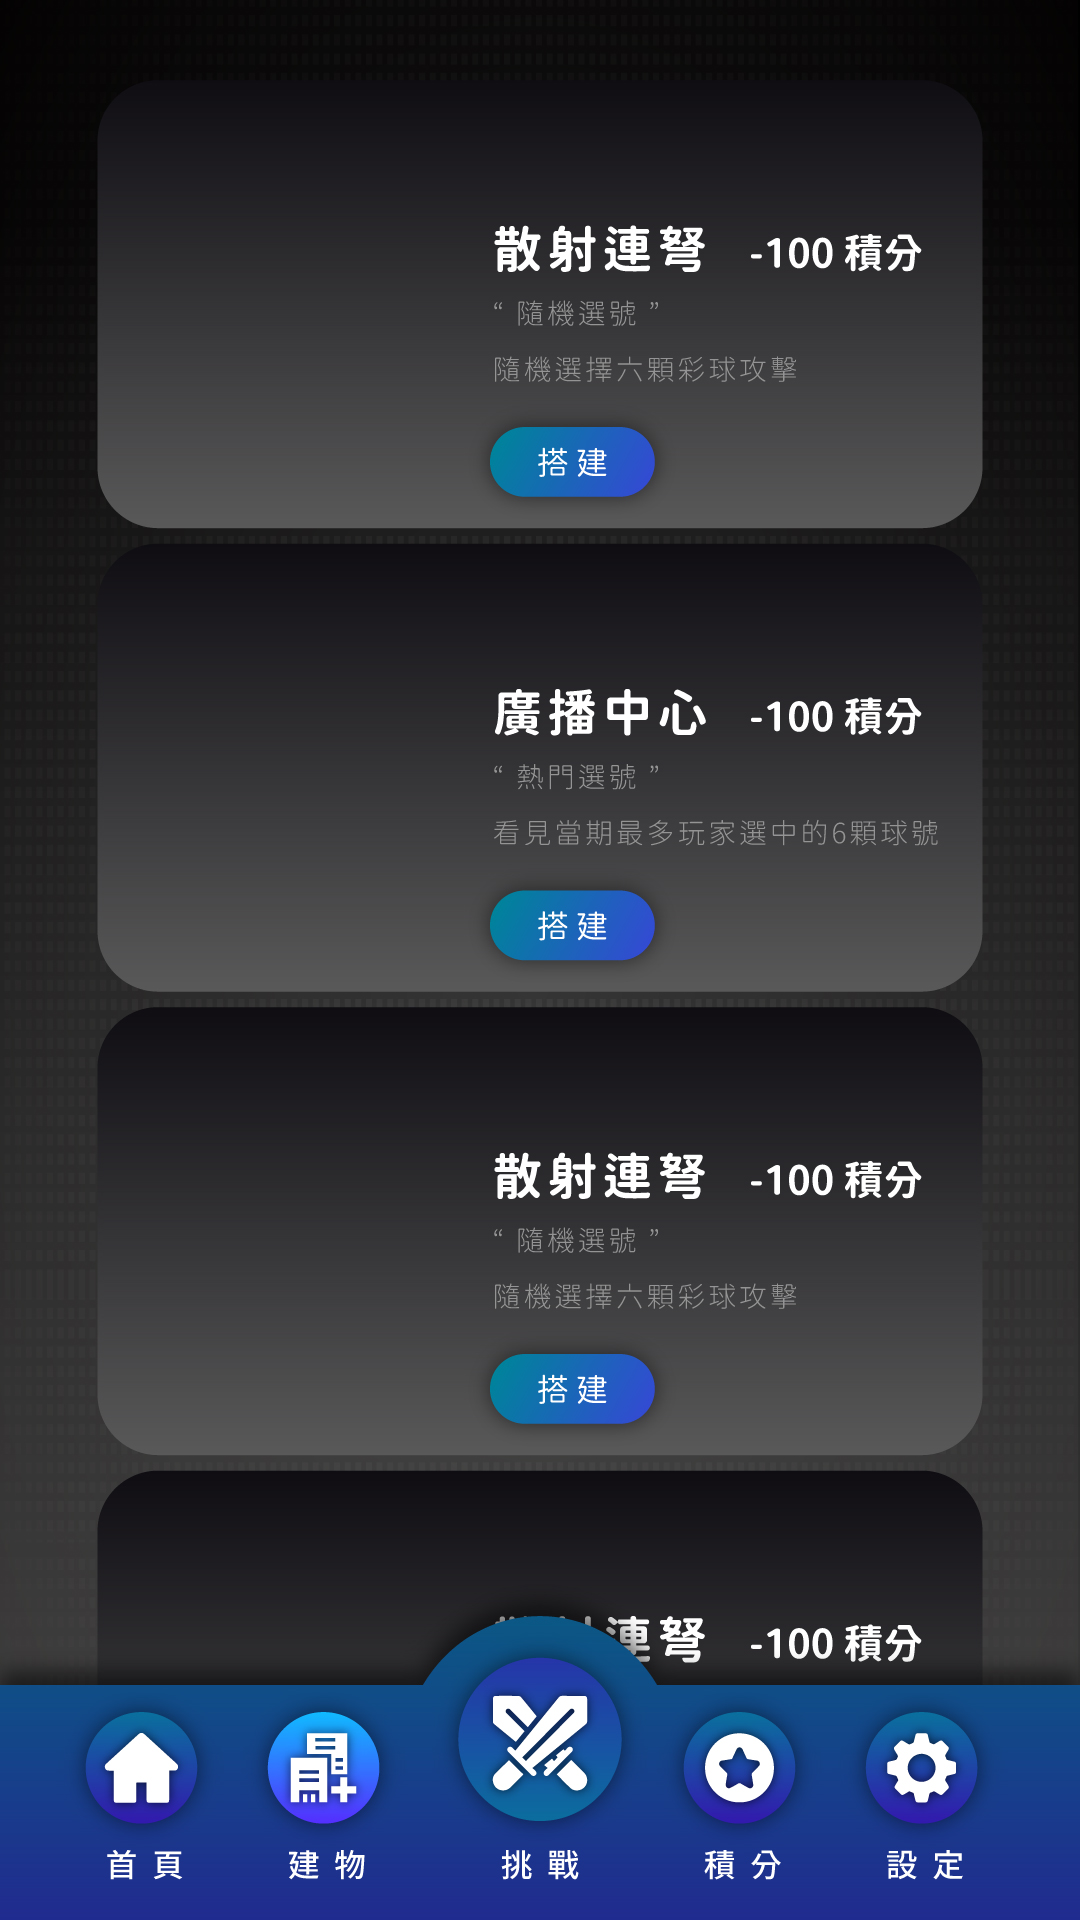 散射連弩 -100 積分
“ 隨機選號 ”
隨機選擇六顆彩球攻擊
搭建
廣播中心 -100 積分
“ 熱門選號 ”
看見當期最多玩家選中的6顆球號
搭建
散射連弩 -100 積分
“ 隨機選號 ”
隨機選擇六顆彩球攻擊
搭建
連弩 -100 積分
首頁 建物 挑戰 積分 設定